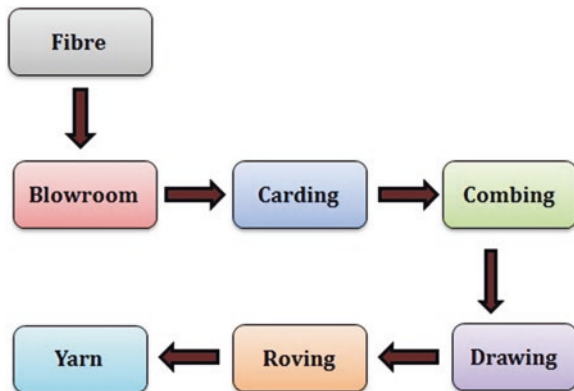 Fibre
Blowroom
Carding
Combing
Drawing
Roving
Yarn